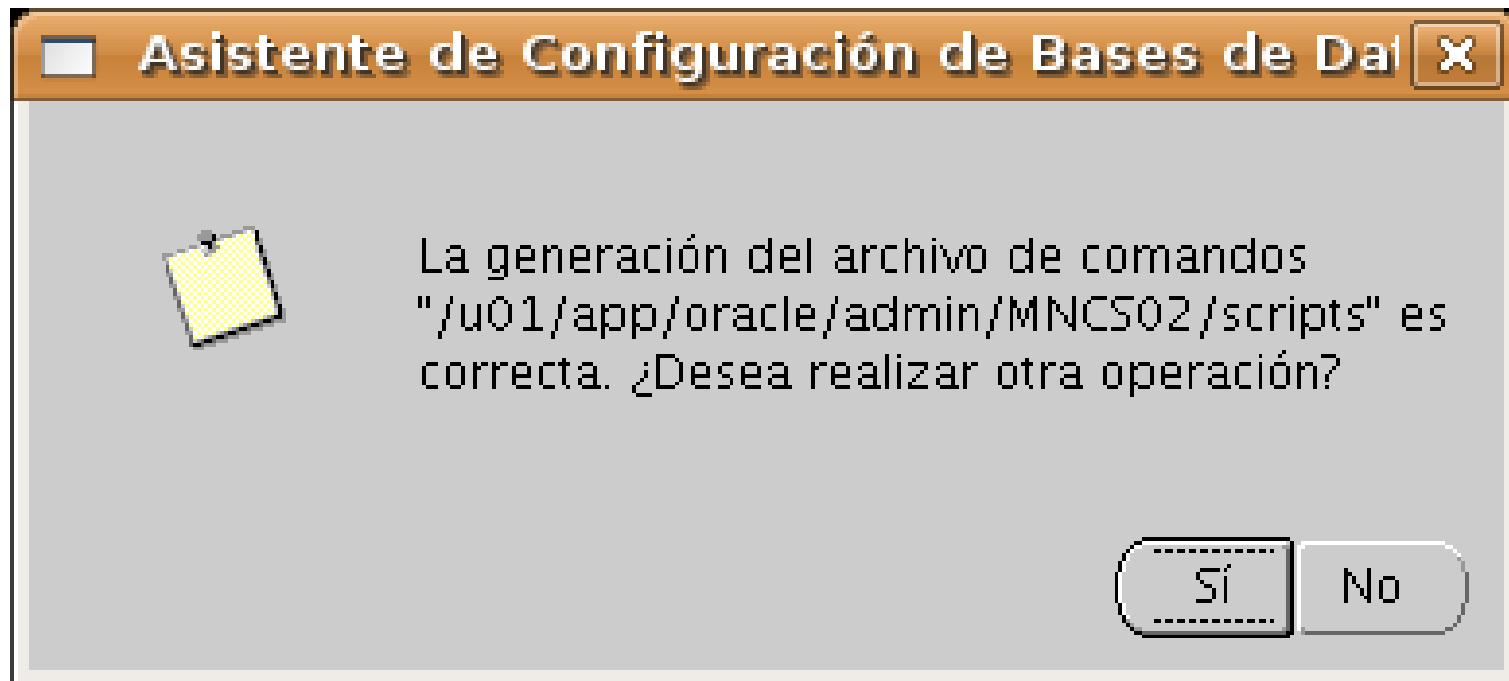 Asistente de Configuración de Bases de Dat
La generación del archivo de comandos
"/u01/app/oracle/admin/MNCS02/scripts" es
correcta. ¿Desea realizar otra operación?
Sí No